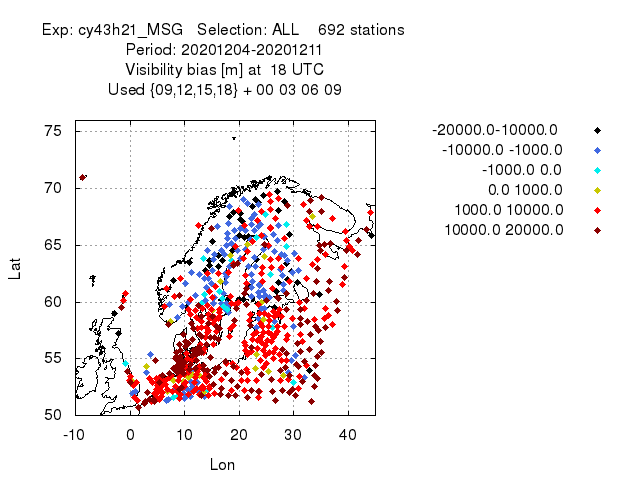 Exp: cy43h21_MSG   Selection: ALL    692 stations
Period: 20201204-20201211
Visibility bias [m] at  18 UTC
Used {09,12,15,18} + 00 03 06 09
-20000.0-10000.0
-10000.0 -1000.0
-1000.0 0.0
0.0 1000.0
1000.0 10000.0
10000.0 20000.0
75
70
65
60
55
50
Lat
-10 0 10 20 30 40
Lon